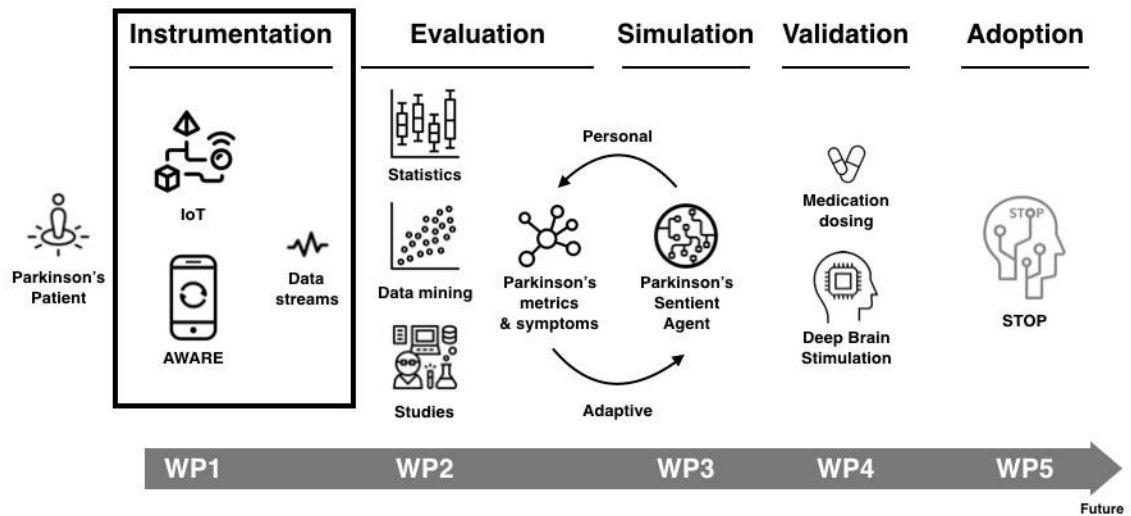 Instrumentation
Evaluation
Simulation
Validation
Adoption
Parkinson's
Patient
IoT
AWARE
Data
streams
Statistics
Data mining
Studies
Personal
Parkinson's
metrics
& symptoms
Parkinson's
Sentient
Agent
Adaptive
Medication
dosing
Deep Brain
Stimulation
STOP
STOP
WP1
WP2
WP3
WP4
WP5
Future